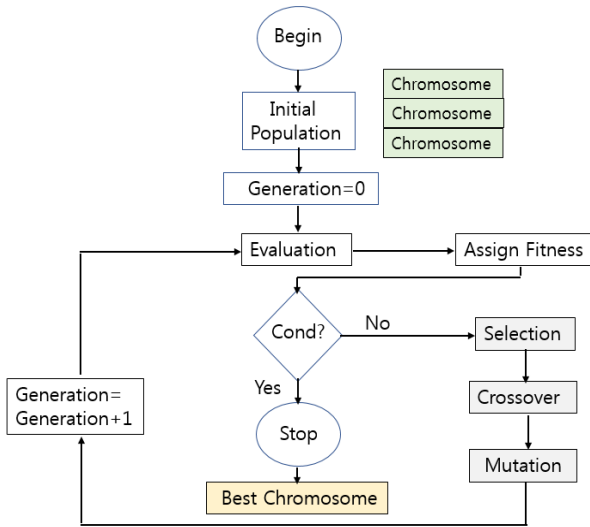 Begin
Initial
Population
Chromosome
Chromosome
Chromosome
Generation=0
Evaluation
Assign Fitness
Cond?
No
Selection
Yes
Crossover
Generation=
Generation+1
Stop
Mutation
Best Chromosome